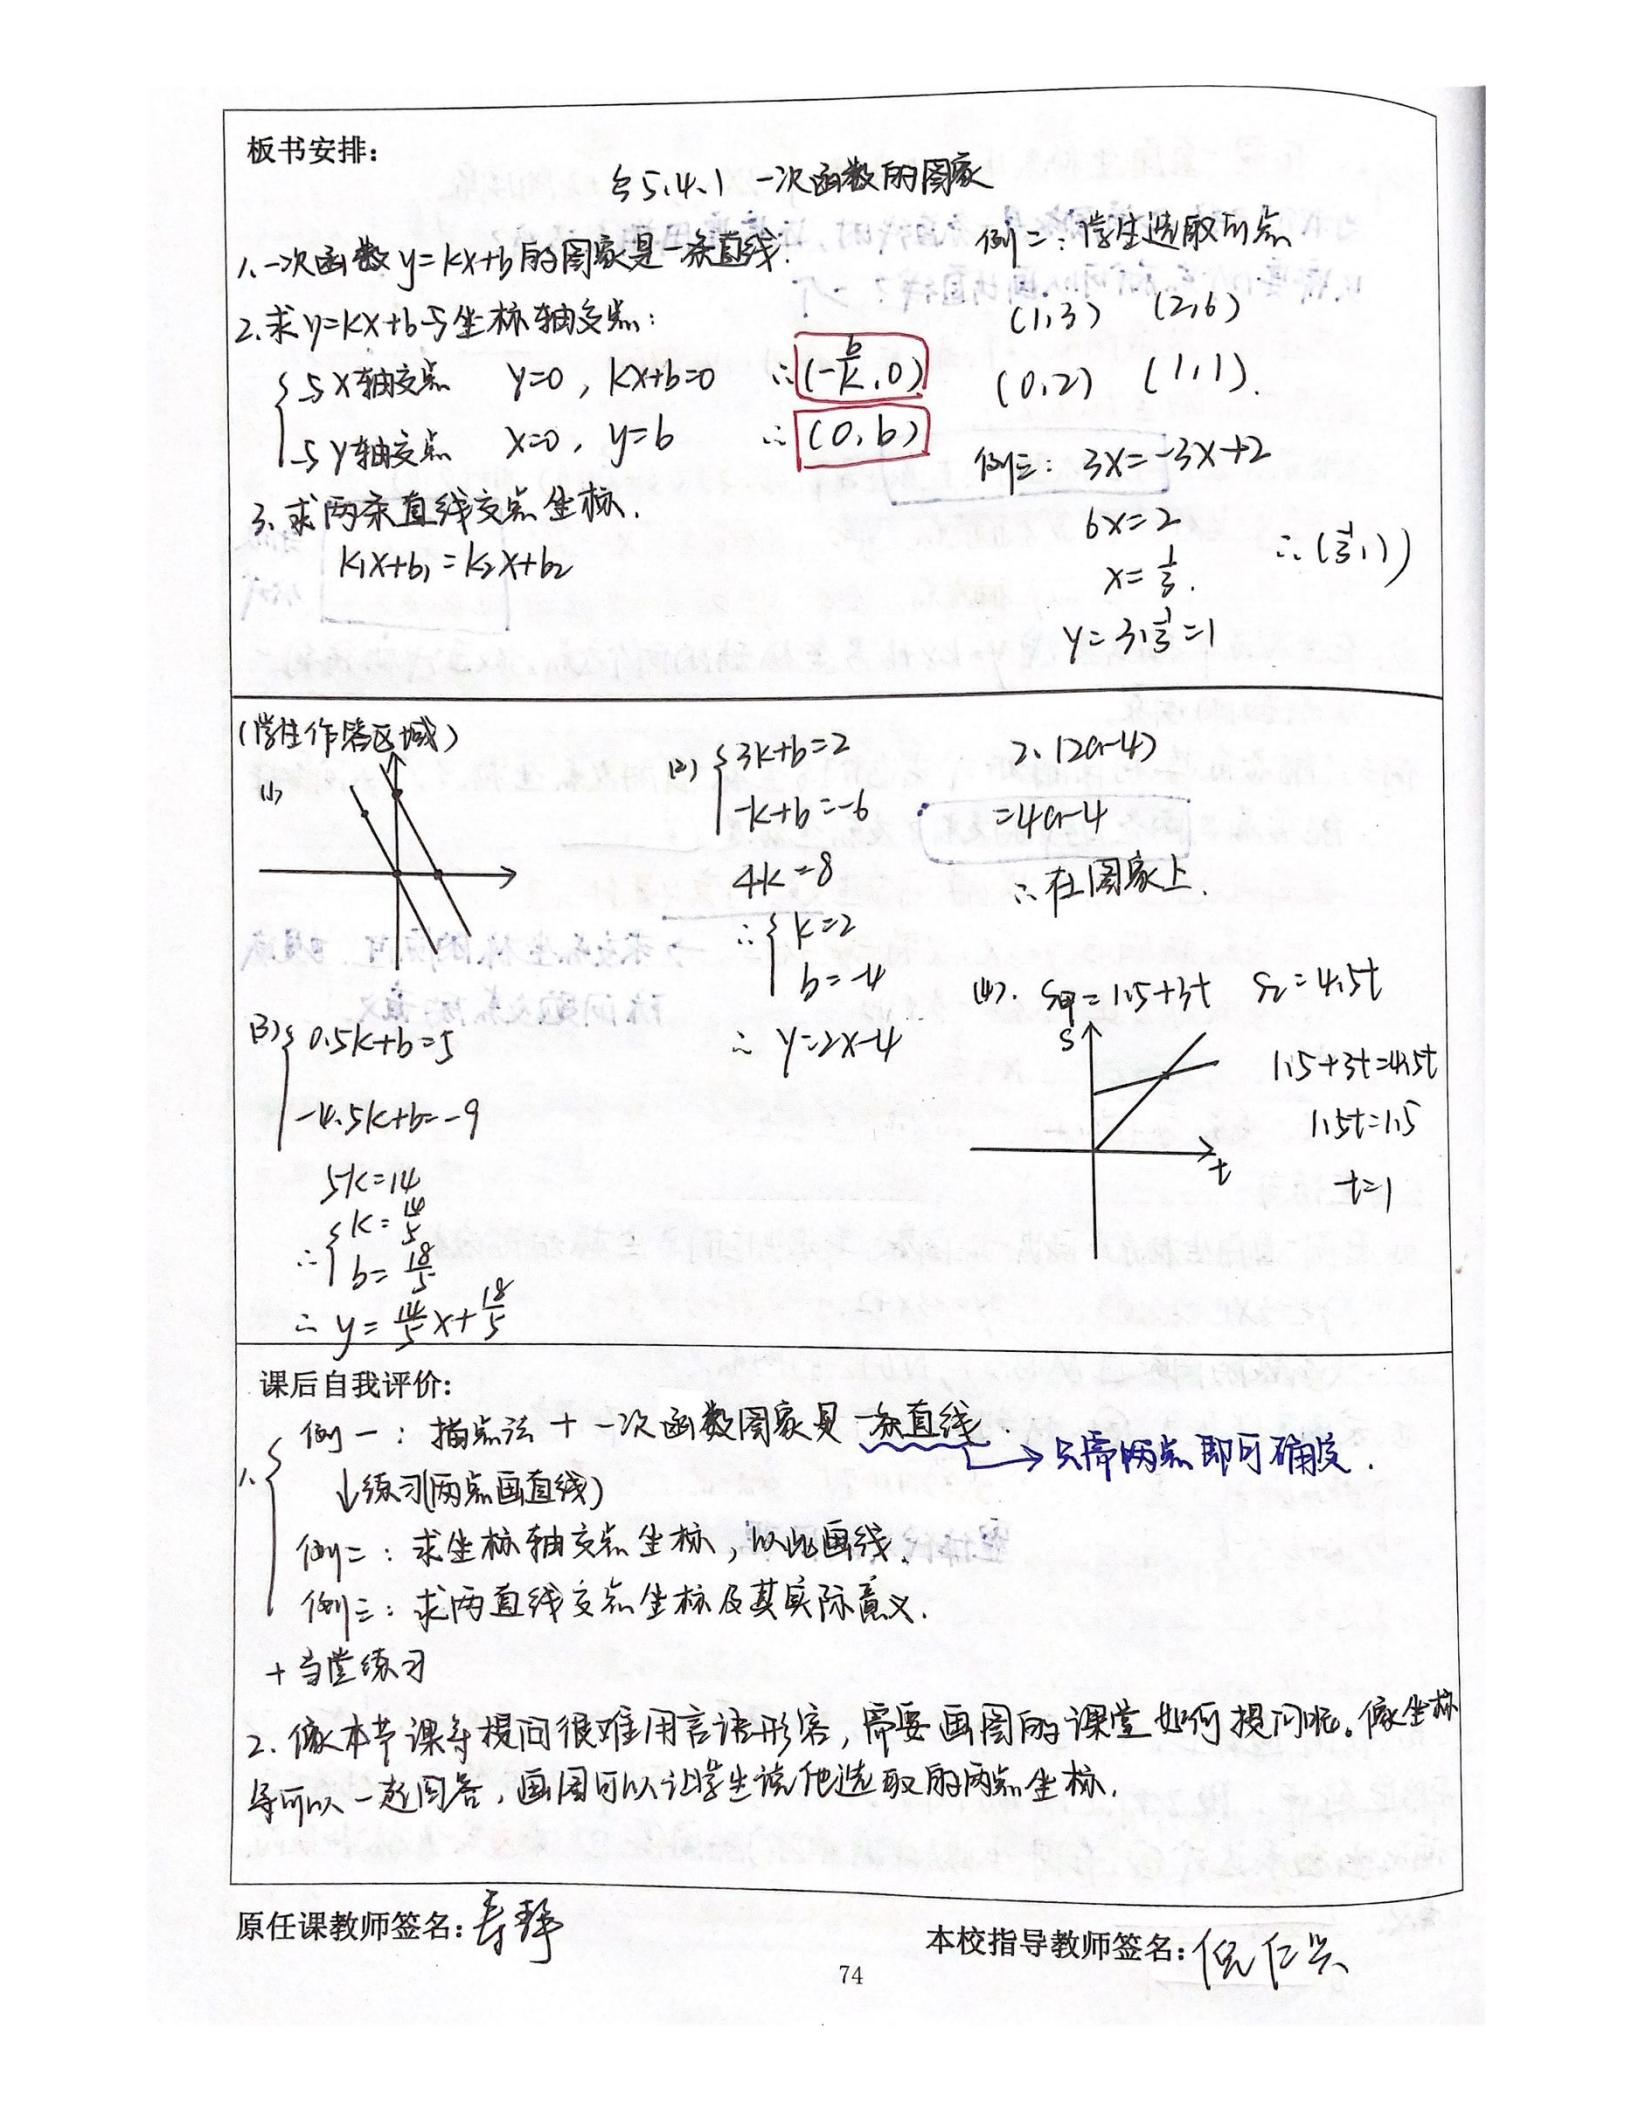 板书安排:
§5.4.1 一次函数的图象
1.一次函数y=kx+b的图象是一条直线.
2.求y=kx+b与坐标轴交点:
与x轴交点 y=0, kx+b=0 ∴(-b/k,0)
与y轴交点 x=0, y=b ∴(0,b)
3.求两条直线交点坐标.
k₁x+b₁=k₂x+b₂
例二:学生选取的点
(1,3) (2,6)
(0,2) (1,1).
例三: 3x=-3x+2
6x=2
x=1/3.
y=3·1/3=1
∴(1/3,1)
(学生作答区域)
(1)
(2) 3k+b=2
-k+b=-6
4k=8
∴ k=2
b=-4
∴ y=2x-4
2·(2a-4)
=4a-4
∴在图象上.
(3) 0.5k+b=5
-4.5k+b=-9
5k=14
∴ k=14/5
b=18/5
∴ y=14/5x+18/5
(4). S甲=1.5+3t S乙=4.5t
S
t
1.5+3t=4.5t
1.5t=1.5
t=1
课后自我评价:
1. 例一:描点法+一次函数图象是一条直线.
→只需两点即可确定.
↓练习(两点画直线)
例二:求坐标轴交点坐标,以此画线.
例三:求两直线交点坐标及其实际意义.
+当堂练习
2.像本节课等提问很难用言语形容,需要画图的课堂如何提问呢。像坐标
等可以一起回答,画图可以让学生说他选取的两点坐标.
原任课教师签名:寿静
本校指导教师签名:倪仁兴
74